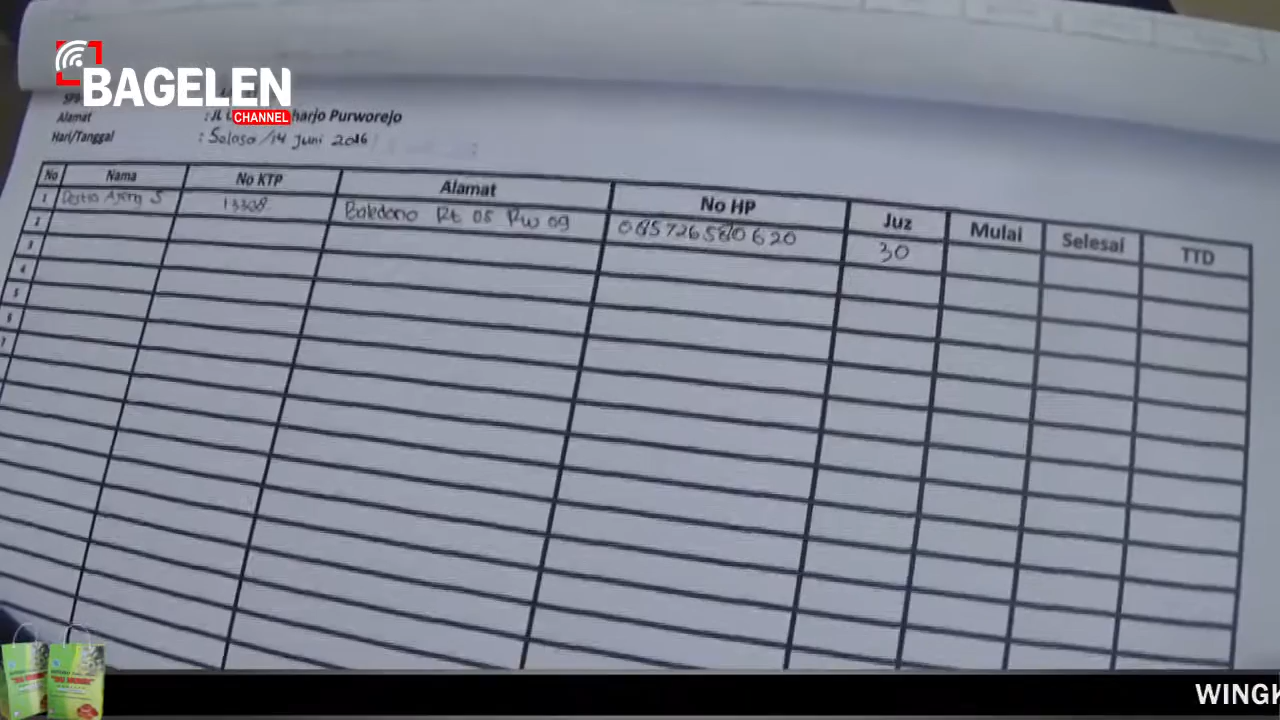 BAGELEN
CHANNEL
Alamat : JL harjo Purworejo
Hari/Tanggal : Selasa/14 Juni 2016
No Nama No KTP Alamat No HP Juz Mulai Selesai TTD
1 Ajeng S 13308 Baledono Rt 05 Rw 09 085726580620 30
2
3
4
5
6
7
WINGK